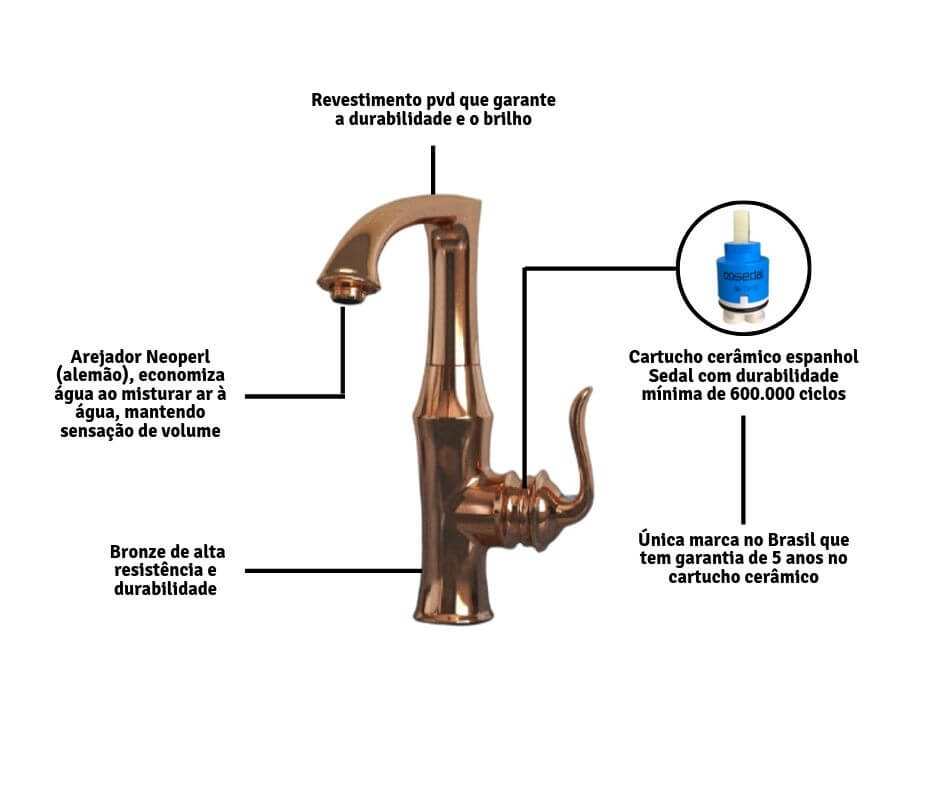 Revestimento pvd que garante
a durabilidade e o brilho
Arejador Neoperl
(alemão), economiza
água ao misturar ar à
água, mantendo
sensação de volume
Bronze de alta
resistência e
durabilidade
sedal
Cartucho cerâmico espanhol
Sedal com durabilidade
mínima de 600.000 ciclos
Única marca no Brasil que
tem garantia de 5 anos no
cartucho cerâmico